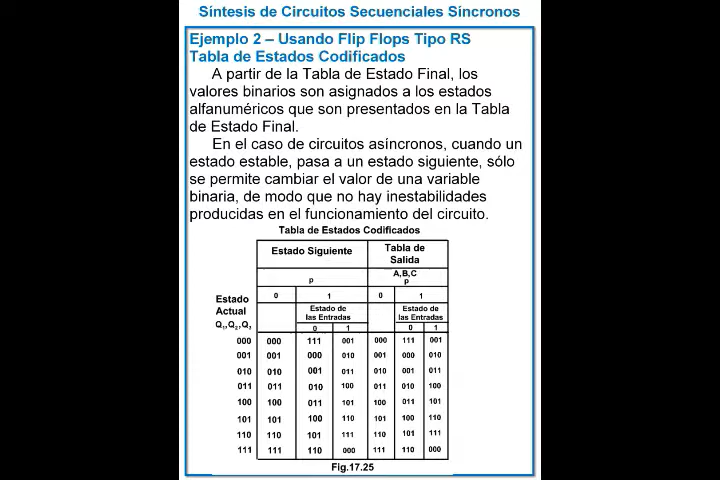 Síntesis de Circuitos Secuenciales Síncronos
Ejemplo 2 – Usando Flip Flops Tipo RS
Tabla de Estados Codificados
A partir de la Tabla de Estado Final, los
valores binarios son asignados a los estados
alfanuméricos que son presentados en la Tabla
de Estado Final.
En el caso de circuitos asíncronos, cuando un
estado estable, pasa a un estado siguiente, sólo
se permite cambiar el valor de una variable
binaria, de modo que no hay inestabilidades
producidas en el funcionamiento del circuito.
Tabla de Estados Codificados
Estado Siguiente Tabla de
Salida
p A,B,C
p
0 1 0 1
Estado
Actual
Q₁,Q₂,Q₃
Estado de
las Entradas
Estado de
las Entradas
0 1 0 1
000 000 111 001 000 111 001
001 001 000 010 001 000 010
010 010 001 011 010 001 011
011 011 010 100 011 010 100
100 100 011 101 100 011 101
101 101 100 110 101 100 110
110 110 101 111 110 101 111
111 111 110 000 111 110 000
Fig.17.25